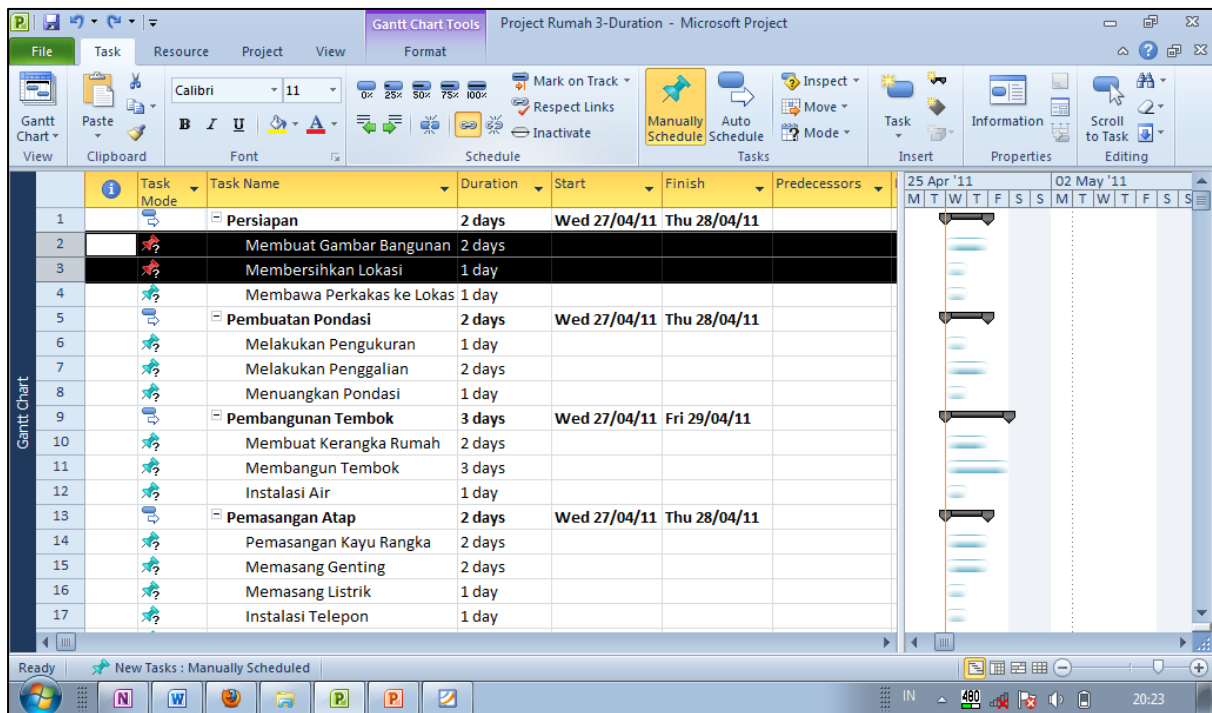 Gantt Chart Tools Project Rumah 3-Duration - Microsoft Project
File Task Resource Project View Format
Calibri 11 0% 25% 50% 75% 100% Mark on Track Inspect
Respect Links Move
Gantt Chart Paste B I U A Inactivate Manually Schedule Auto Schedule Mode Task Information Scroll to Task
View Clipboard Font Schedule Tasks Insert Properties Editing
Task Mode Task Name Duration Start Finish Predecessors 25 Apr '11 02 May '11
M T W T F S S M T W T F S S
1 Persiapan 2 days Wed 27/04/11 Thu 28/04/11
2 Membuat Gambar Bangunan 2 days
3 Membersihkan Lokasi 1 day
4 Membawa Perkakas ke Lokas 1 day
5 Pembuatan Pondasi 2 days Wed 27/04/11 Thu 28/04/11
6 Melakukan Pengukuran 1 day
7 Melakukan Penggalian 2 days
8 Menuangkan Pondasi 1 day
9 Pembangunan Tembok 3 days Wed 27/04/11 Fri 29/04/11
10 Membuat Kerangka Rumah 2 days
11 Membangun Tembok 3 days
12 Instalasi Air 1 day
13 Pemasangan Atap 2 days Wed 27/04/11 Thu 28/04/11
14 Pemasangan Kayu Rangka 2 days
15 Memasang Genting 2 days
16 Memasang Listrik 1 day
17 Instalasi Telepon 1 day
Gantt Chart
Ready New Tasks : Manually Scheduled
IN 480 20:23